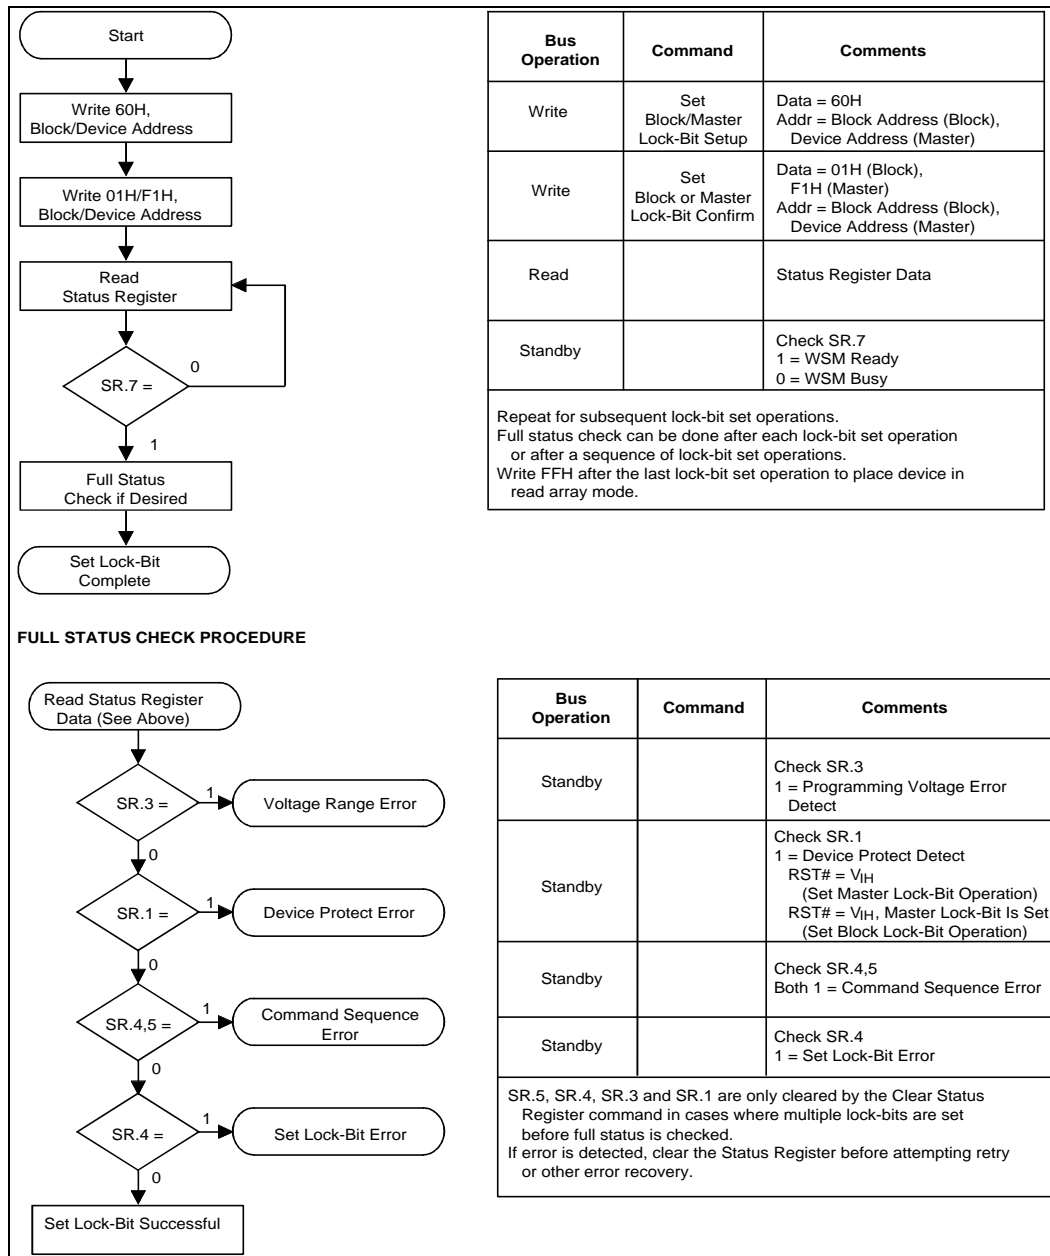 Start
Write 60H,
Block/Device Address
Write 01H/F1H,
Block/Device Address
Read
Status Register
SR.7 =
0
1
Full Status
Check if Desired
Set Lock-Bit
Complete
Bus
Operation
Command
Comments
Write
Set
Block/Master
Lock-Bit Setup
Data = 60H
Addr = Block Address (Block),
Device Address (Master)
Write
Set
Block or Master
Lock-Bit Confirm
Data = 01H (Block),
F1H (Master)
Addr = Block Address (Block),
Device Address (Master)
Read
Status Register Data
Standby
Check SR.7
1 = WSM Ready
0 = WSM Busy
Repeat for subsequent lock-bit set operations.
Full status check can be done after each lock-bit set operation
or after a sequence of lock-bit set operations.
Write FFH after the last lock-bit set operation to place device in
read array mode.
FULL STATUS CHECK PROCEDURE
Read Status Register
Data (See Above)
SR.3 =
1
Voltage Range Error
0
SR.1 =
1
Device Protect Error
0
SR.4,5 =
1
Command Sequence
Error
0
SR.4 =
1
Set Lock-Bit Error
0
Set Lock-Bit Successful
Bus
Operation
Command
Comments
Standby
Check SR.3
1 = Programming Voltage Error
Detect
Standby
Check SR.1
1 = Device Protect Detect
RST# = VIH
(Set Master Lock-Bit Operation)
RST# = VIH, Master Lock-Bit Is Set
(Set Block Lock-Bit Operation)
Standby
Check SR.4,5
Both 1 = Command Sequence Error
Standby
Check SR.4
1 = Set Lock-Bit Error
SR.5, SR.4, SR.3 and SR.1 are only cleared by the Clear Status
Register command in cases where multiple lock-bits are set
before full status is checked.
If error is detected, clear the Status Register before attempting retry
or other error recovery.